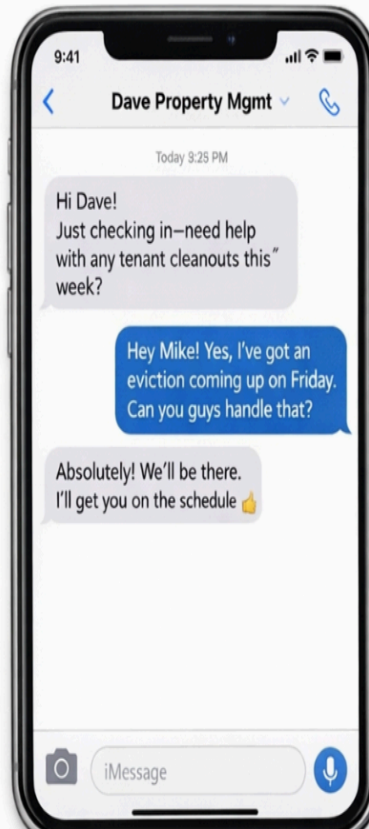 9:41
Dave Property Mgmt
Today 3:25 PM
Hi Dave!
Just checking in—need help
with any tenant cleanouts this”
week?
Hey Mike! Yes, I’ve got an
eviction coming up on Friday.
Can you guys handle that?
Absolutely! We’ll be there.
I’ll get you on the schedule 👍
iMessage